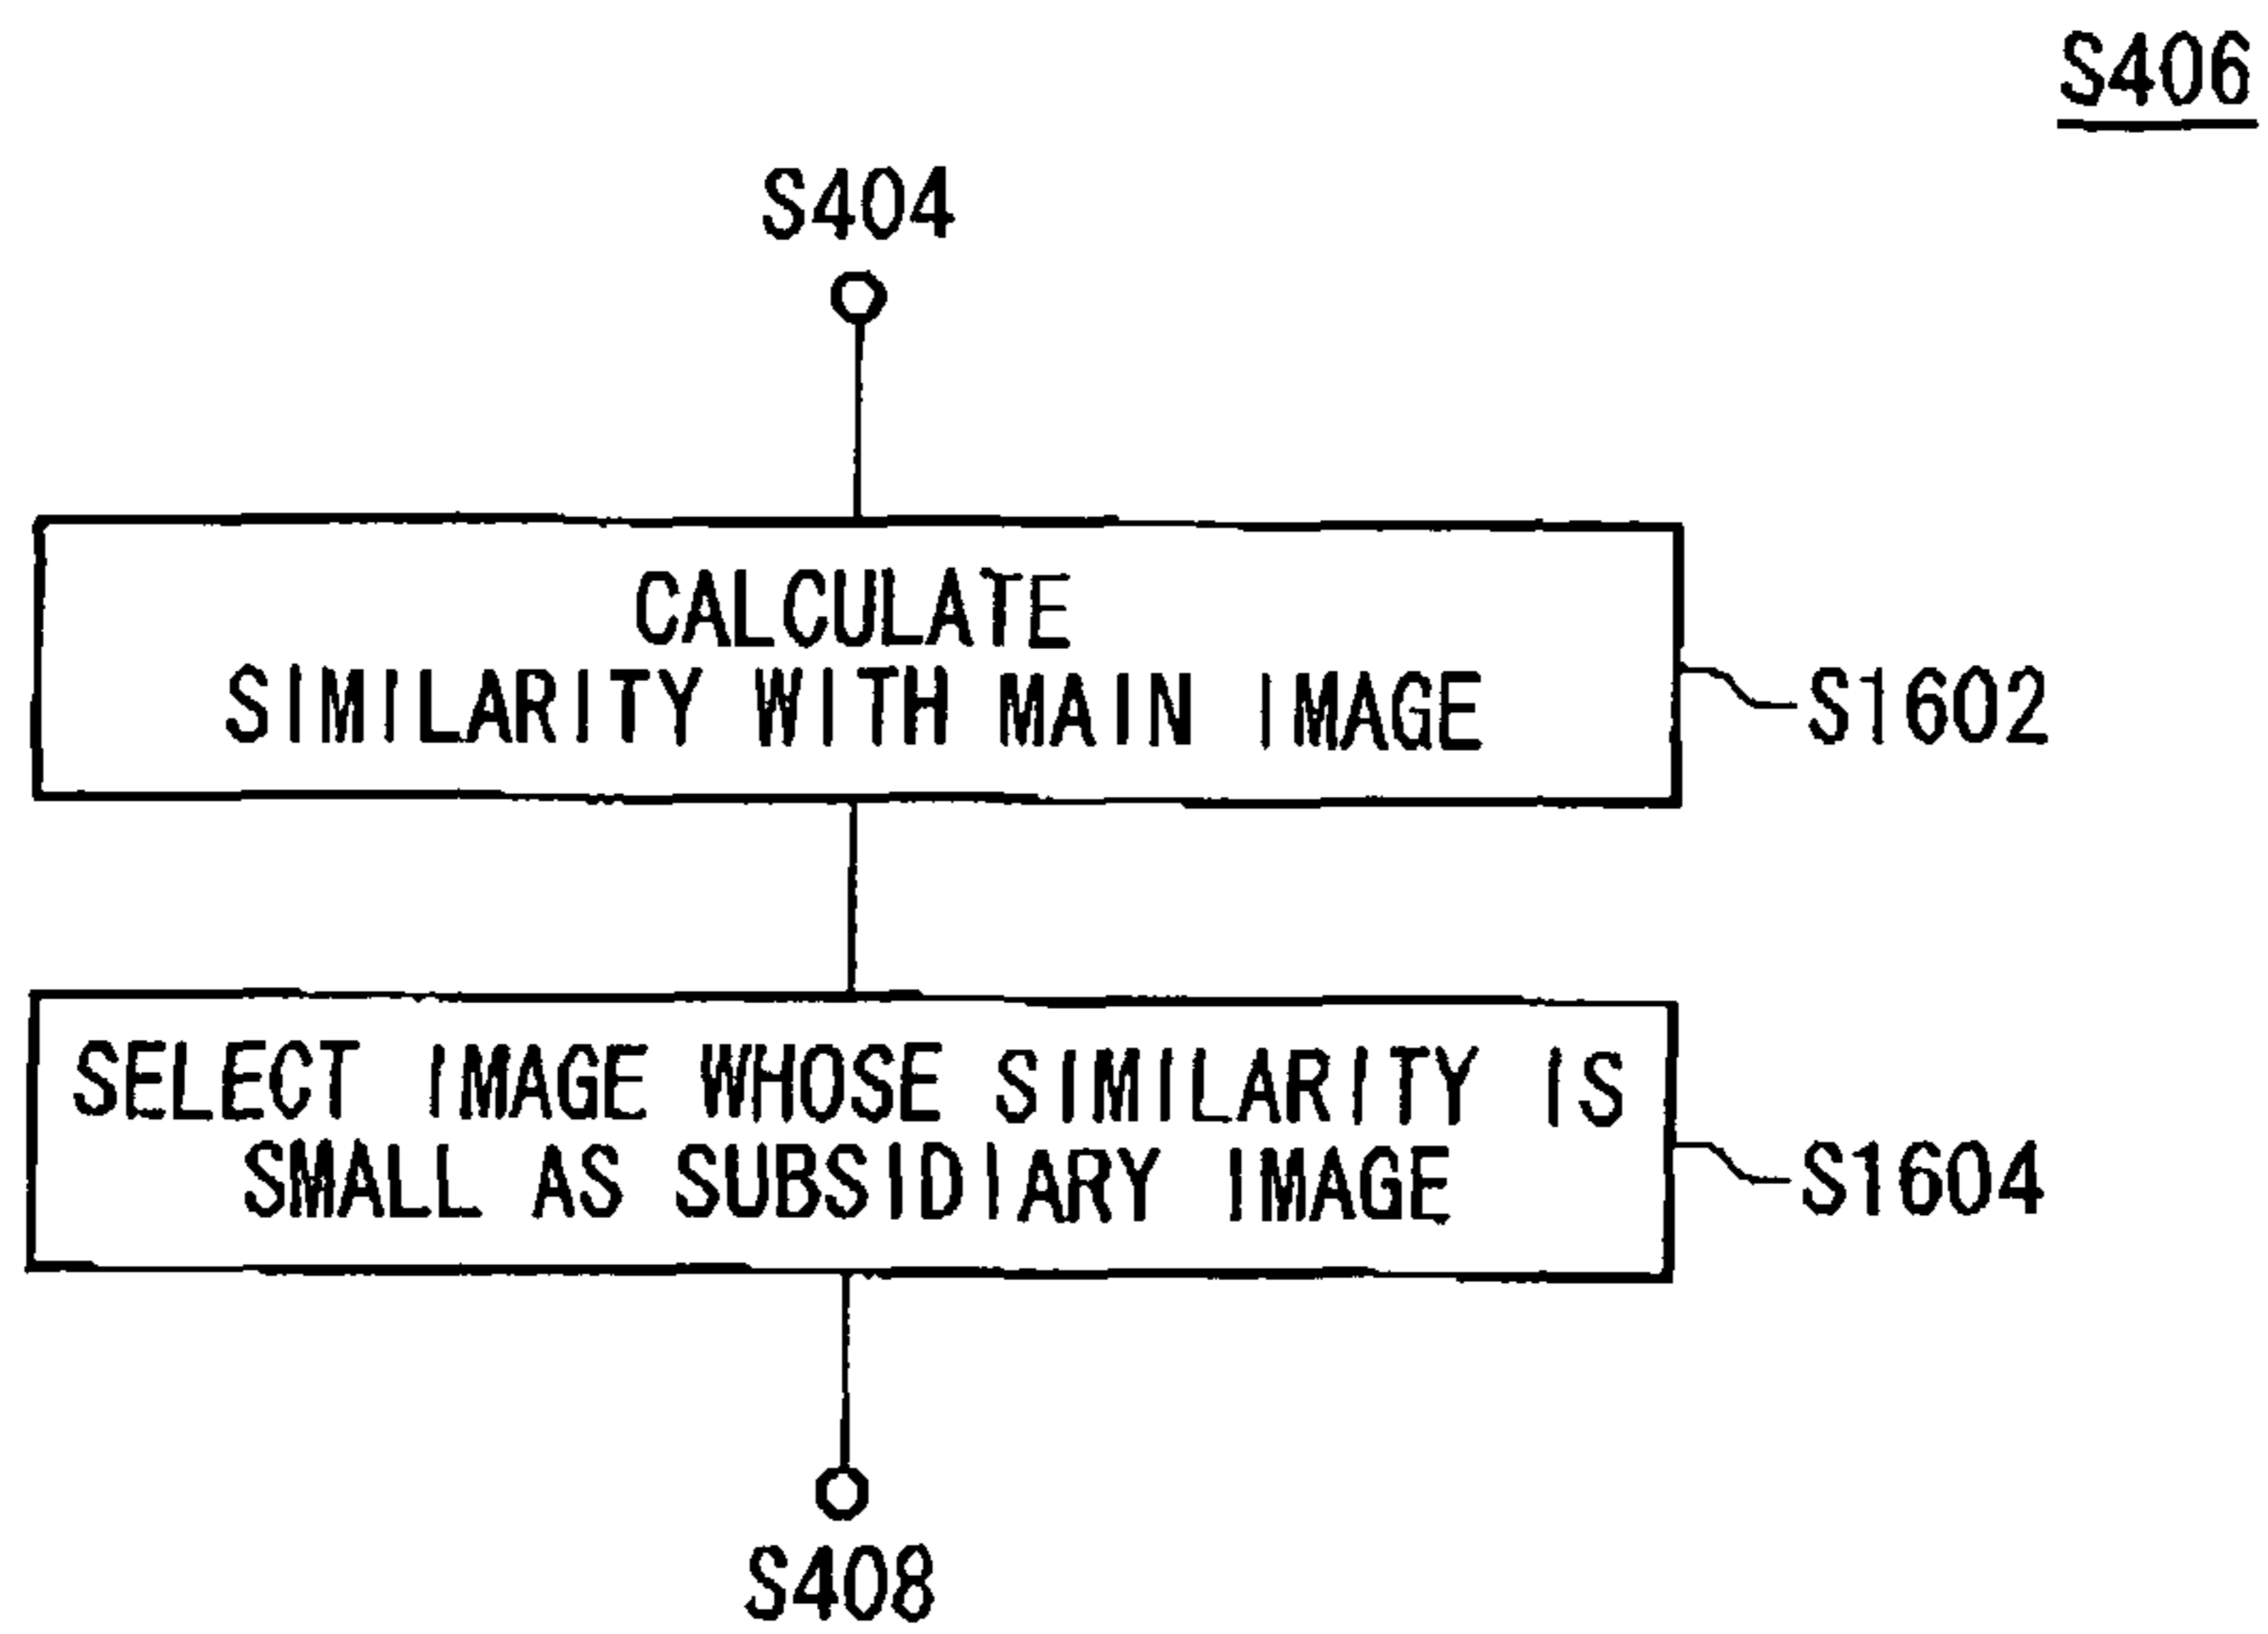 S406
S404
CALCULATE
SIMILARITY WITH MAIN IMAGE
S1602
SELECT IMAGE WHOSE SIMILARITY IS
SMALL AS SUBSIDIARY IMAGE
S1604
S408